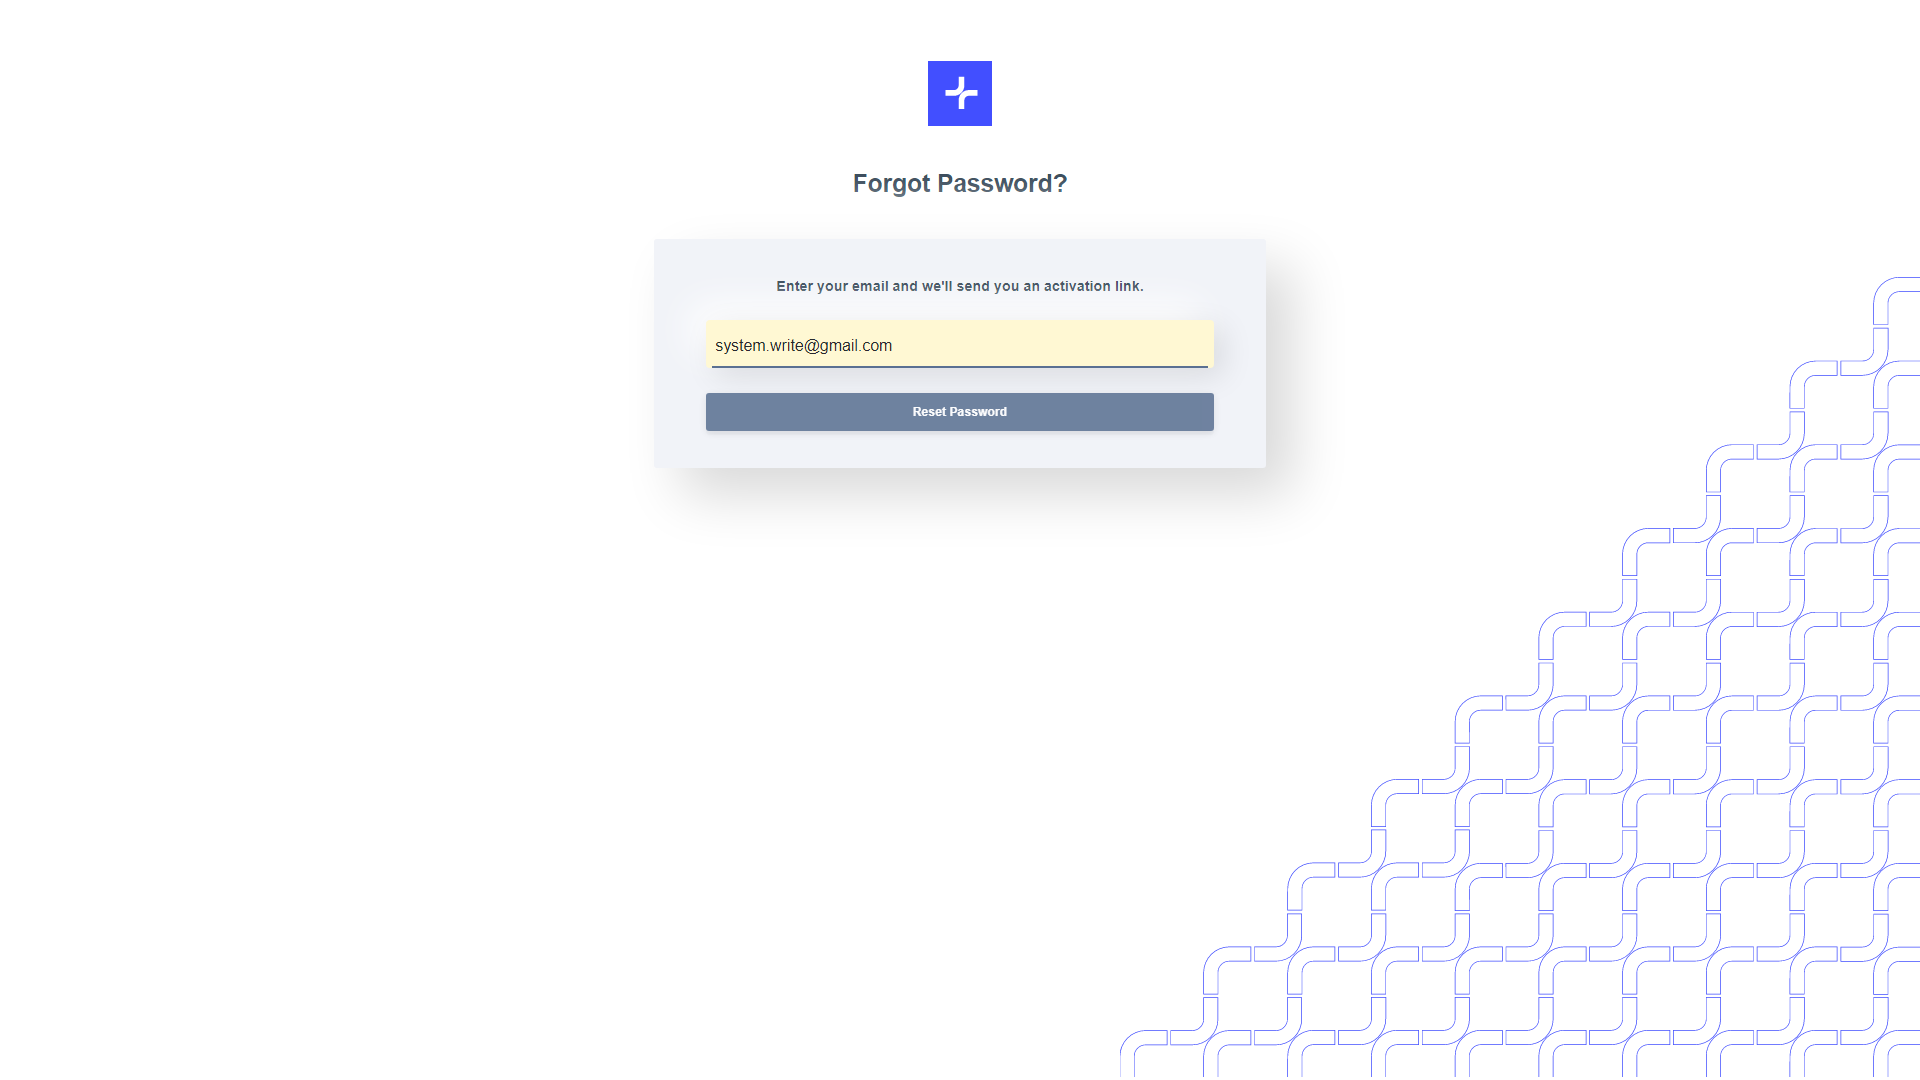 Forgot Password?
Enter your email and we'll send you an activation link.
system.write@gmail.com
Reset Password